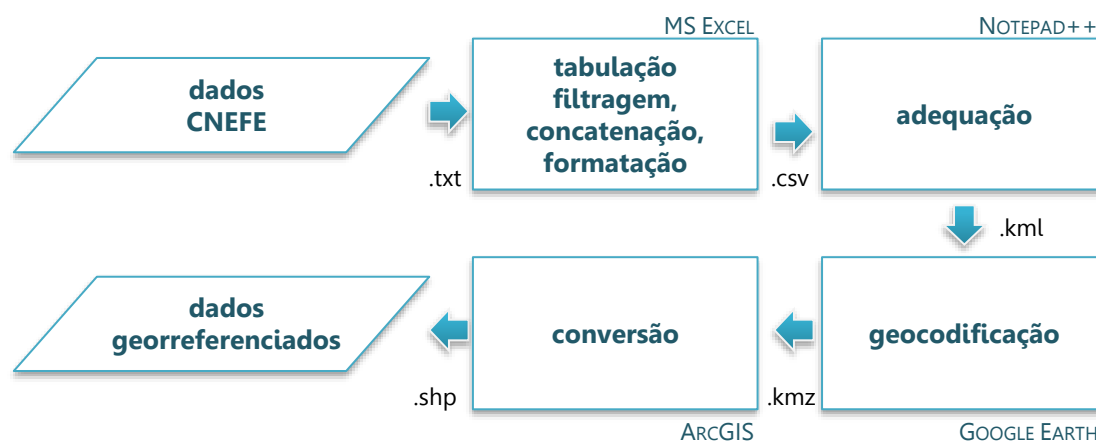 MS EXCEL
NOTEPAD++
dados
CNEFE
.txt
tabulação
filtragem,
concatenação,
formatação
.csv
adequação
.kml
geocodificação
GOOGLE EARTH
.kmz
conversão
ARCGIS
.shp
dados
georreferenciados